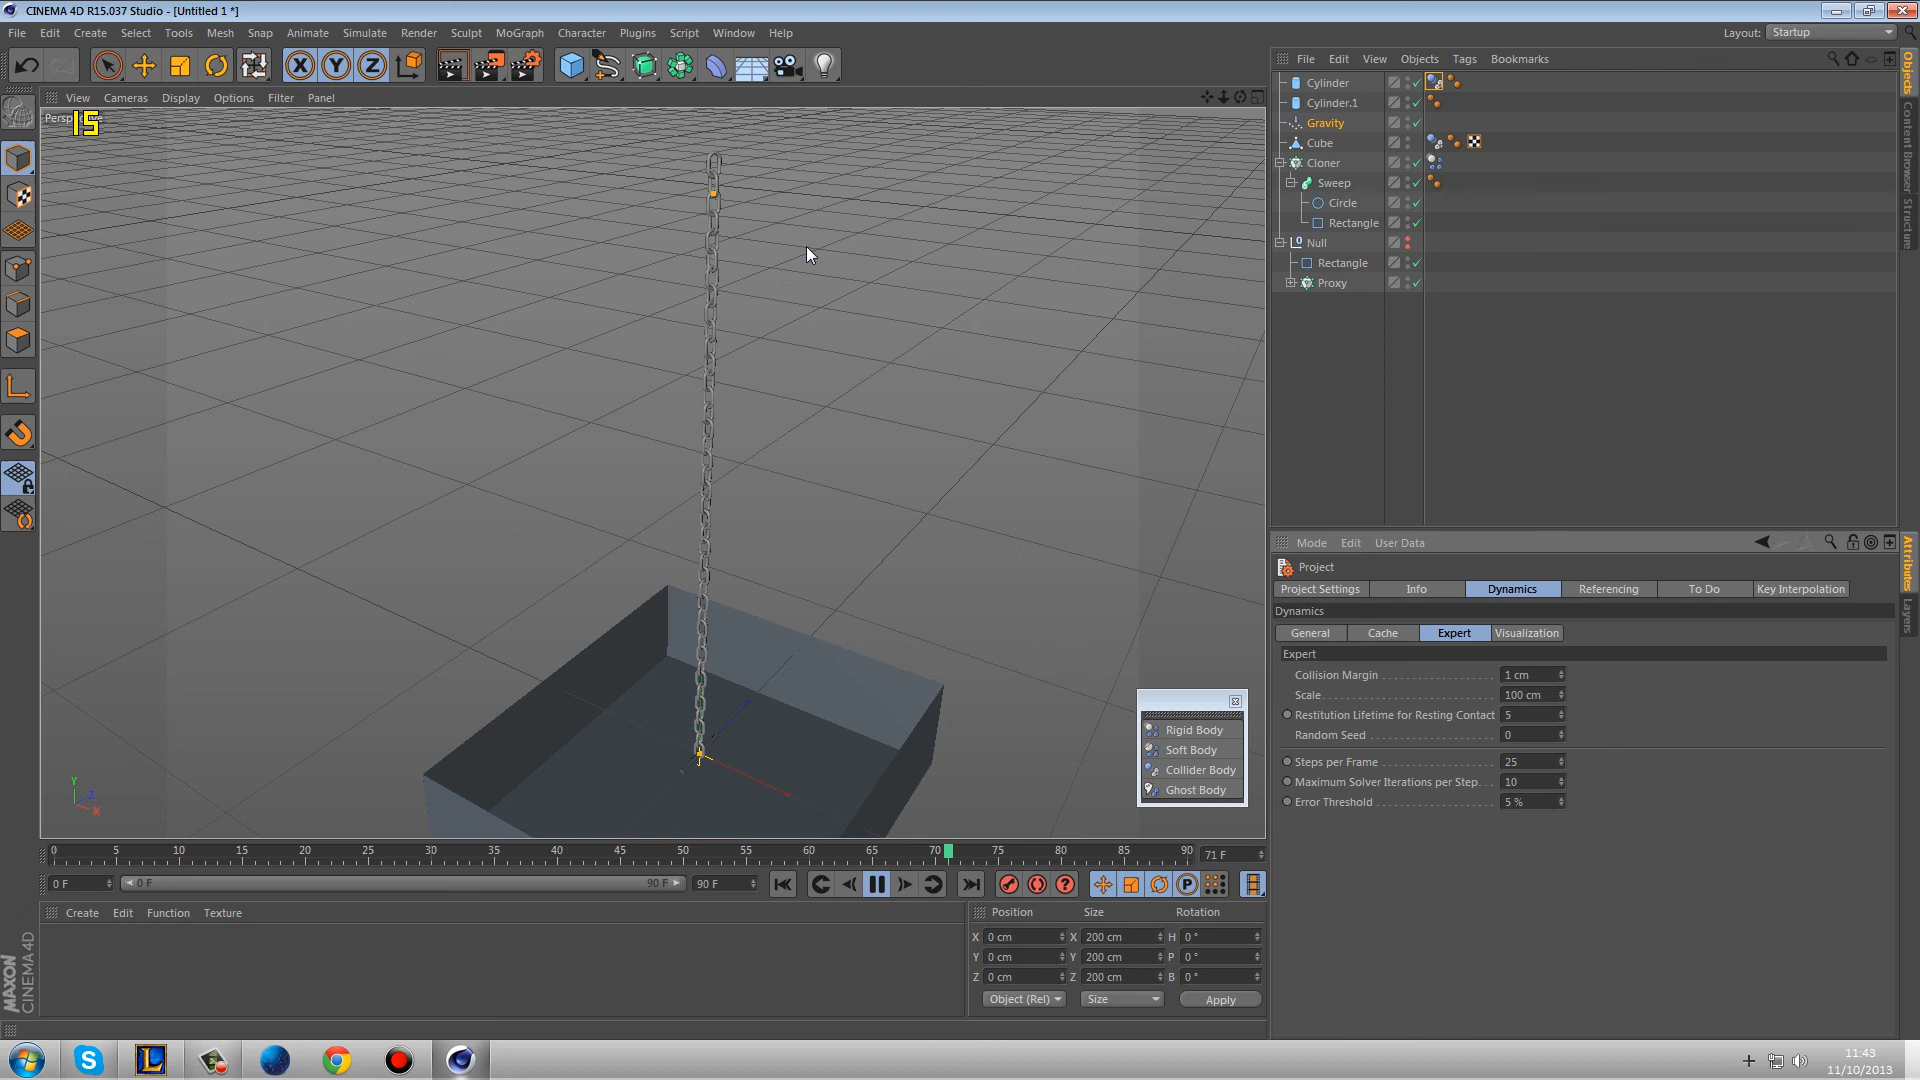 CINEMA 4D R15.037 Studio - [Untitled 1 *]
File Edit Create Select Tools Mesh Snap Animate Simulate Render Sculpt MoGraph Character Plugins Script Window Help
Layout: Startup
X Y Z
View Cameras Display Options Filter Panel
15
File Edit View Objects Tags Bookmarks
Cylinder
Cylinder.1
Gravity
Cube
Cloner
Sweep
Circle
Rectangle
Null
Rectangle
Proxy
Objects
Content Browser
Structure
Mode Edit User Data
Project
Project Settings Info Dynamics Referencing To Do Key Interpolation
Dynamics
General Cache Expert Visualization
Expert
Collision Margin 1 cm
Scale 100 cm
Restitution Lifetime for Resting Contact 5
Random Seed 0
Steps per Frame 25
Maximum Solver Iterations per Step 10
Error Threshold 5 %
Attributes
Layers
Rigid Body
Soft Body
Collider Body
Ghost Body
Y
Z
X
0 5 10 15 20 25 30 35 40 45 50 55 60 65 70 75 80 85 90
71 F
0 F 0 F 90 F 90 F
P
Create Edit Function Texture
Position Size Rotation
X 0 cm X 200 cm H 0 °
Y 0 cm Y 200 cm P 0 °
Z 0 cm Z 200 cm B 0 °
Object (Rel) Size Apply
MAXON
CINEMA 4D
11:43
11/10/2013